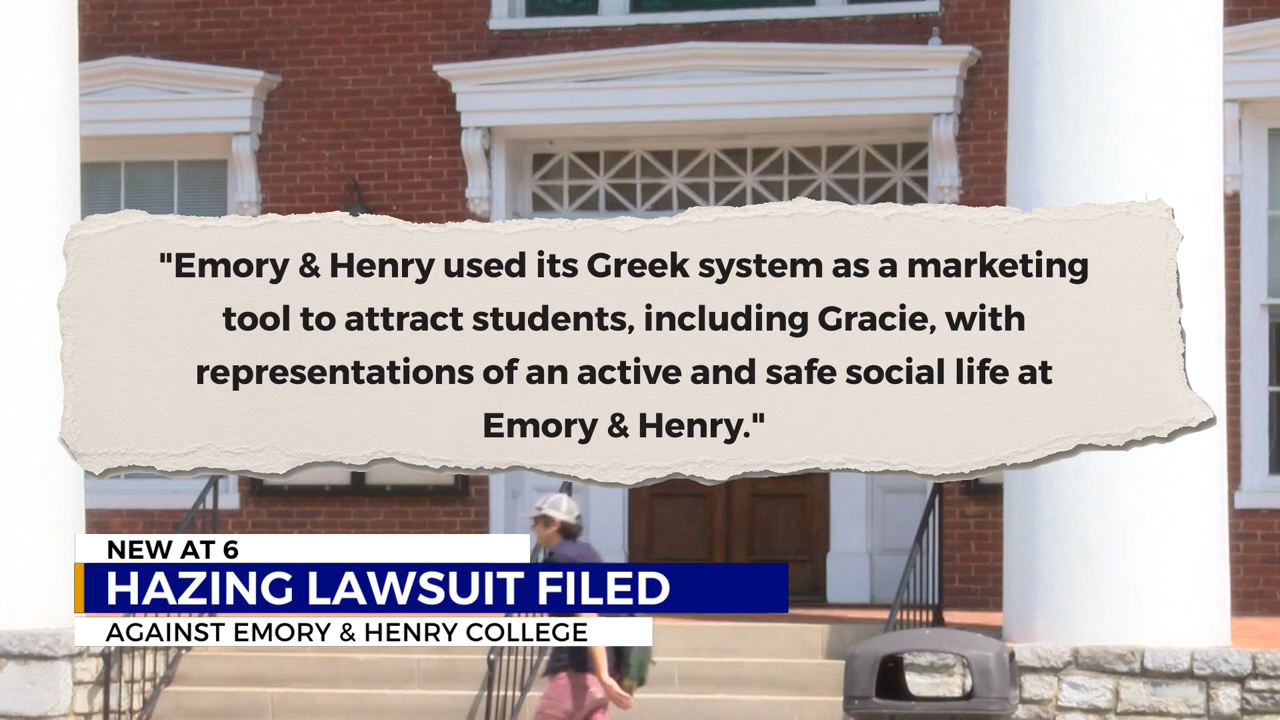 "Emory & Henry used its Greek system as a marketing
tool to attract students, including Gracie, with
representations of an active and safe social life at
Emory & Henry."
NEW AT 6
HAZING LAWSUIT FILED
AGAINST EMORY & HENRY COLLEGE